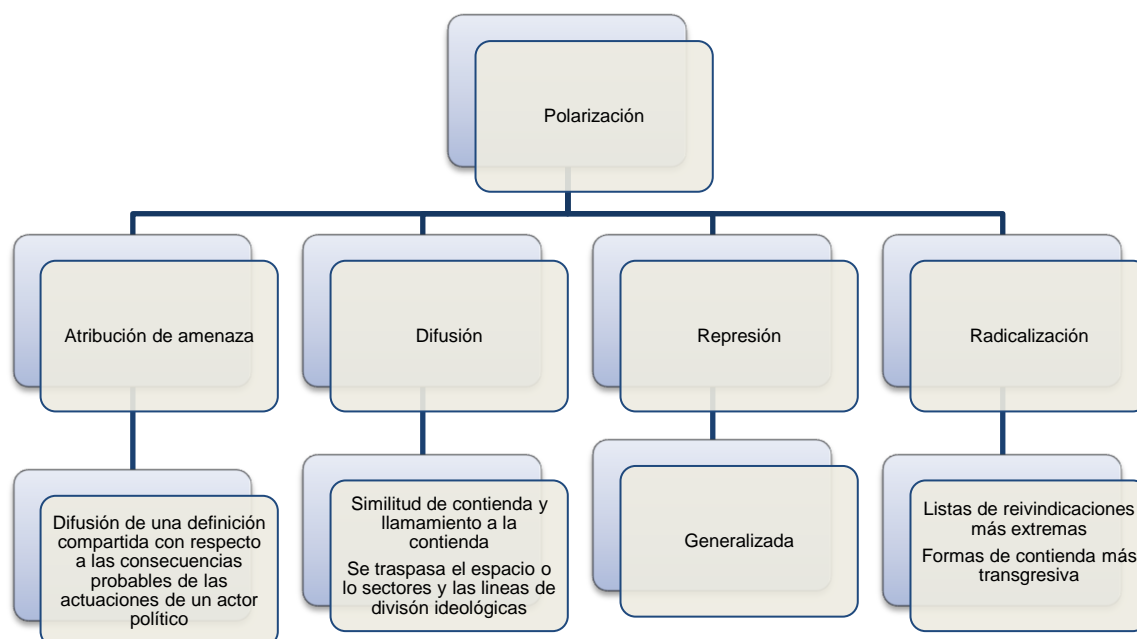 Polarización
Atribución de amenaza
Difusión
Represión
Radicalización
Difusión de una definición
compartida con respecto
a las consecuencias
probables de las
actuaciones de un actor
político
Similitud de contienda y
llamamiento a la
contienda
Se traspasa el espacio o
lo sectores y las lineas de
divisón ideológicas
Generalizada
Listas de reivindicaciones
más extremas
Formas de contienda más
transgresiva